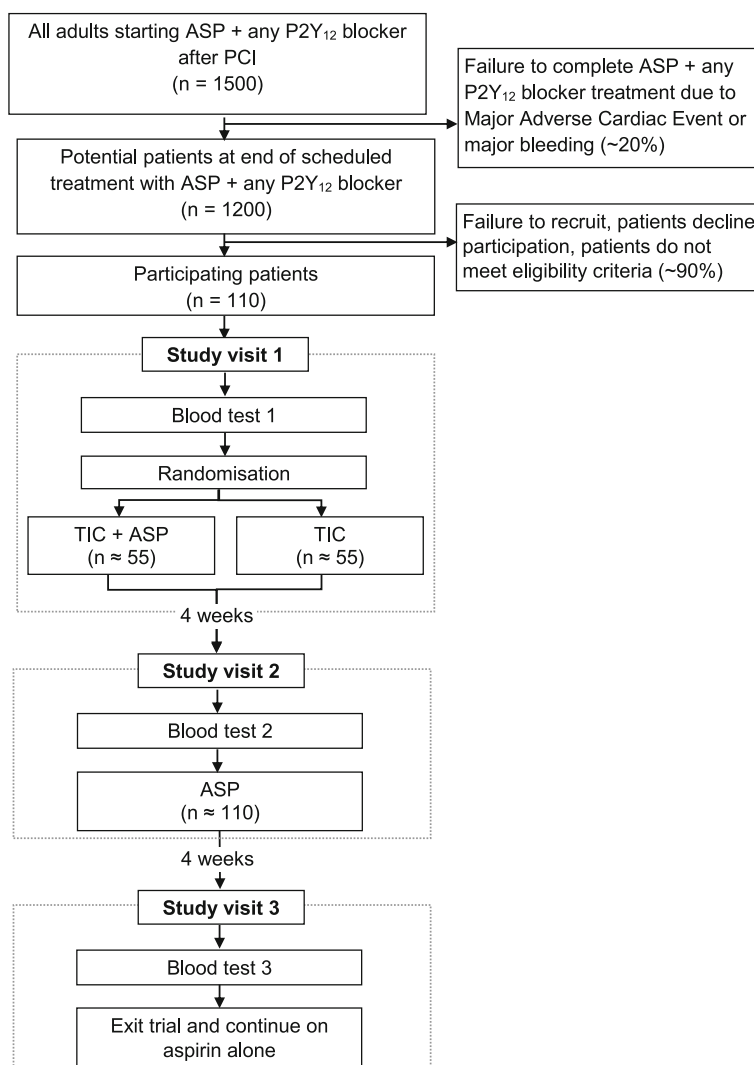 All adults starting ASP + any P2Y₁₂ blocker
after PCI
(n = 1500)
Failure to complete ASP + any
P2Y₁₂ blocker treatment due to
Major Adverse Cardiac Event or
major bleeding (~20%)
Potential patients at end of scheduled
treatment with ASP + any P2Y₁₂ blocker
(n = 1200)
Failure to recruit, patients decline
participation, patients do not
meet eligibility criteria (~90%)
Participating patients
(n = 110)
Study visit 1
Blood test 1
Randomisation
TIC + ASP
(n ≈ 55)
TIC
(n ≈ 55)
4 weeks
Study visit 2
Blood test 2
ASP
(n ≈ 110)
4 weeks
Study visit 3
Blood test 3
Exit trial and continue on
aspirin alone